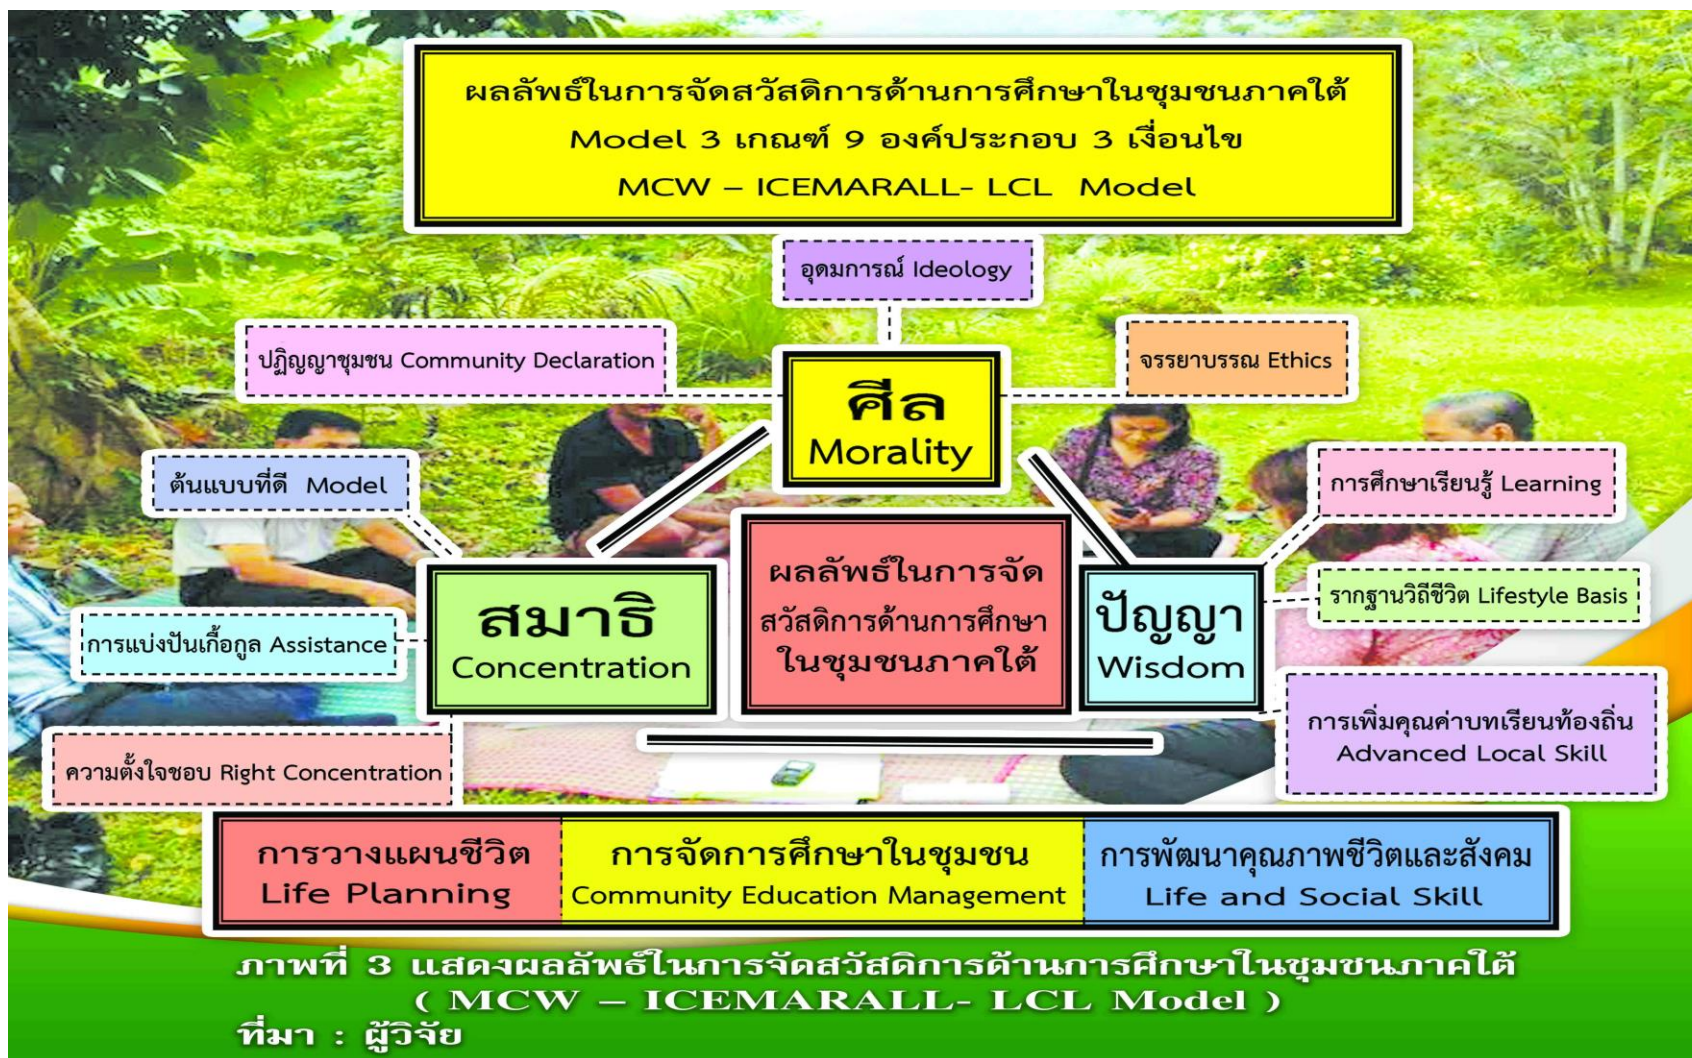 ผลลัพธ์ในการจัดสวัสดิการด้านการศึกษาในชุมชนภาคใต้
Model 3 เกณฑ์ 9 องค์ประกอบ 3 เงื่อนไข
MCW – ICEMARALL- LCL Model
อุดมการณ์ Ideology
ปฏิญญาชุมชน Community Declaration
จรรยาบรรณ Ethics
ศีล
Morality
ต้นแบบที่ดี Model
การศึกษาเรียนรู้ Learning
สมาธิ
Concentration
ผลลัพธ์ในการจัด
สวัสดิการด้านการศึกษา
ในชุมชนภาคใต้
ปัญญา
Wisdom
รากฐานวิถีชีวิต Lifestyle Basis
การแบ่งปันเกื้อกูล Assistance
การเพิ่มคุณค่าบทเรียนท้องถิ่น
Advanced Local Skill
ความตั้งใจชอบ Right Concentration
การวางแผนชีวิต
Life Planning
การจัดการศึกษาในชุมชน
Community Education Management
การพัฒนาคุณภาพชีวิตและสังคม
Life and Social Skill
ภาพที่ 3 แสดงผลลัพธ์ในการจัดสวัสดิการด้านการศึกษาในชุมชนภาคใต้
( MCW – ICEMARALL- LCL Model )
ที่มา : ผู้วิจัย